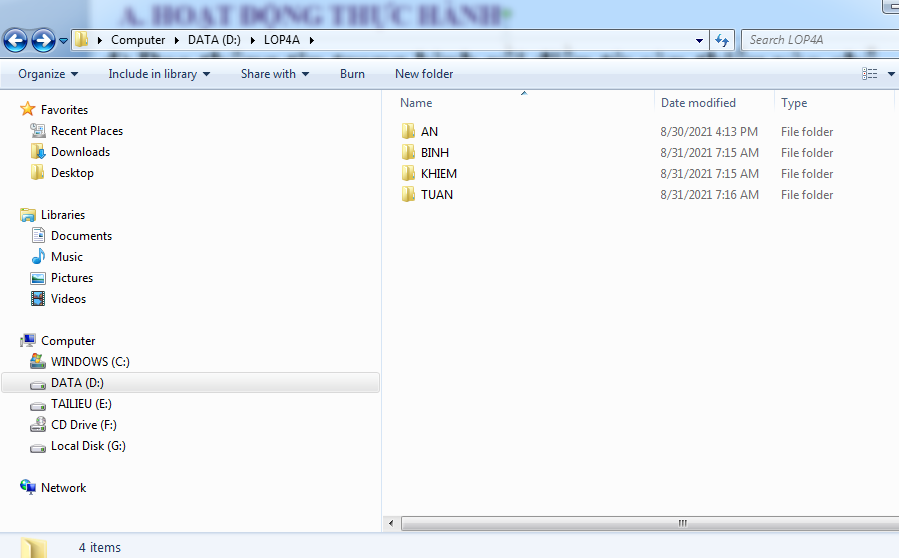 A. HOẠT ĐỘNG THỰC HÀNH
Computer DATA (D:) LOP4A
Search LOP4A
Organize Include in library Share with Burn New folder
Favorites
Recent Places
Downloads
Desktop
Libraries
Documents
Music
Pictures
Videos
Computer
WINDOWS (C:)
DATA (D:)
TAILIEU (E:)
CD Drive (F:)
Local Disk (G:)
Network
Name Date modified Type
AN 8/30/2021 4:13 PM File folder
BINH 8/31/2021 7:15 AM File folder
KHIEM 8/31/2021 7:15 AM File folder
TUAN 8/31/2021 7:16 AM File folder
4 items